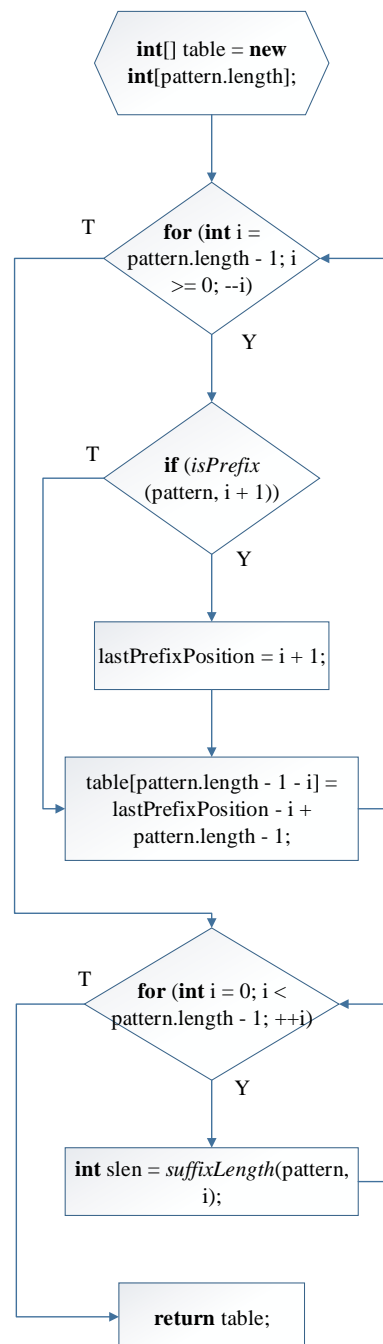 int[] table = new
int[pattern.length];
T
for (int i =
pattern.length - 1; i
>= 0; --i)
Y
T
if (isPrefix
(pattern, i + 1))
Y
lastPrefixPosition = i + 1;
table[pattern.length - 1 - i] =
lastPrefixPosition - i +
pattern.length - 1;
T
for (int i = 0; i <
pattern.length - 1; ++i)
Y
int slen = suffixLength(pattern,
i);
return table;